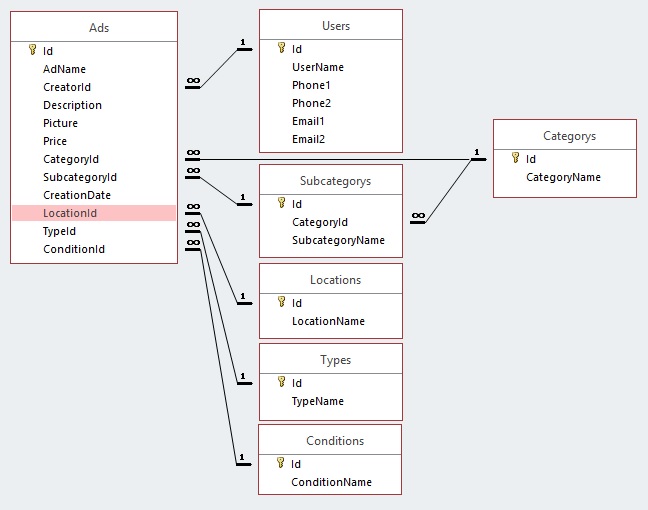 Ads
Id
AdName
CreatorId
Description
Picture
Price
CategoryId
SubcategoryId
CreationDate
LocationId
TypeId
ConditionId
∞
∞
∞
∞
∞
∞
1
1
1
1
1
Users
Id
UserName
Phone1
Phone2
Email1
Email2
Subcategorys
Id
CategoryId
SubcategoryName
∞
1
Categorys
Id
CategoryName
Locations
Id
LocationName
Types
Id
TypeName
Conditions
Id
ConditionName